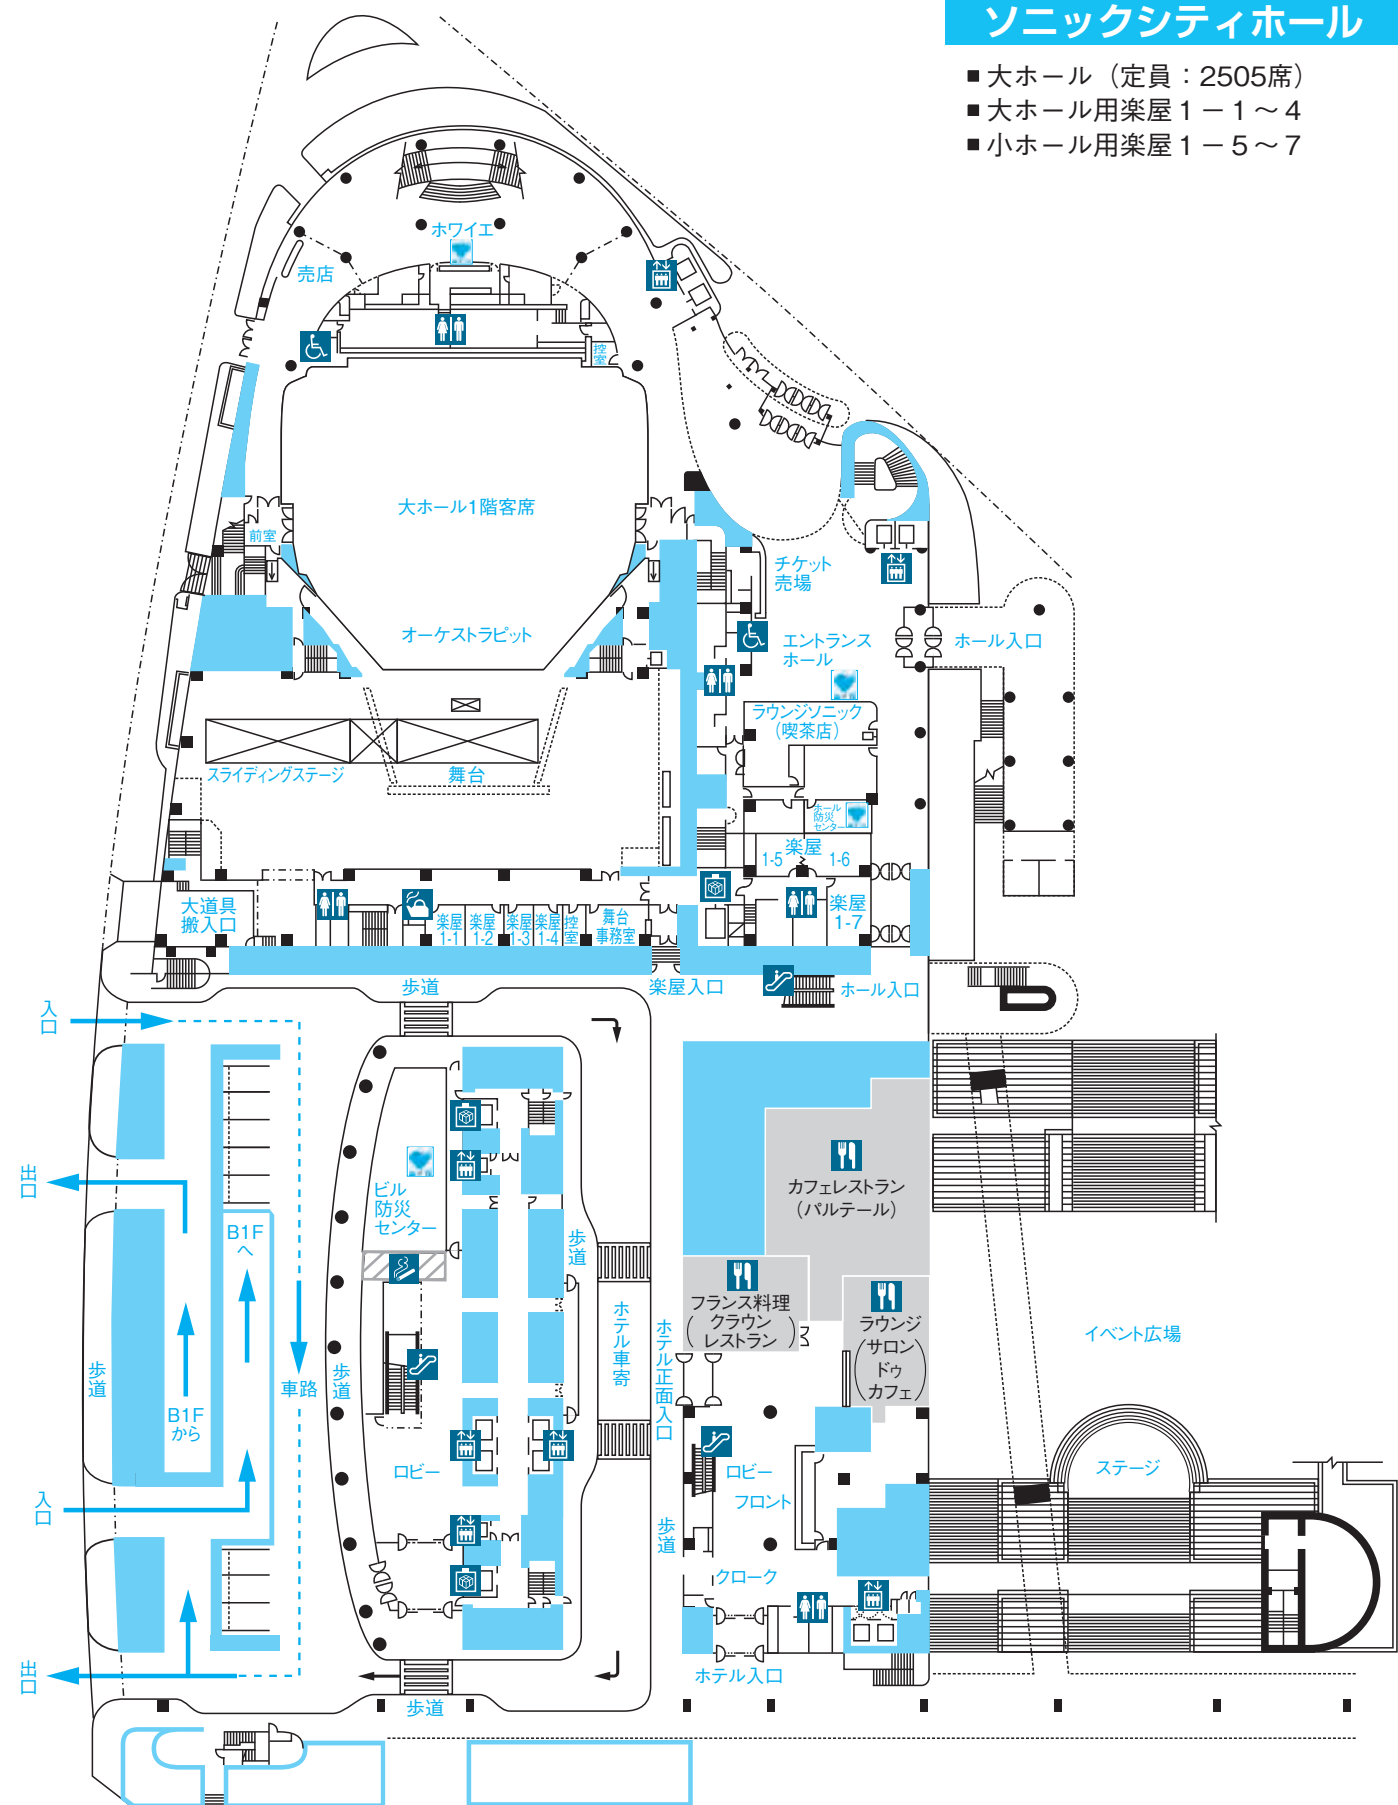 ソニックシティホール
■大ホール（定員：2505席）
■大ホール用楽屋１－１～４
■小ホール用楽屋１－５～７
ホワイエ
売店
控室
大ホール1階客席
前室
チケット
売場
オーケストラピット
エントランス
ホール
ホール入口
ラウンジソニック
（喫茶店）
スライディングステージ
舞台
ホール
防災
センター
楽屋
1-5
1-6
大道具
搬入口
楽屋
1-1
楽屋
1-2
楽屋
1-3
楽屋
1-4
控室
舞台
事務室
楽屋
1-7
歩道
楽屋入口
ホール入口
入口
出口
ビル
防災
センター
カフェレストラン
（パルテール）
B1F
へ
歩道
フランス料理
（クラウン
レストラン）
ラウンジ
（サロン
ドゥ
カフェ）
ホテル車寄
ホテル正面入口
イベント広場
歩道
車路
歩道
B1F
から
ロビー
ロビー
ステージ
フロント
入口
歩道
クローク
出口
ホテル入口
歩道